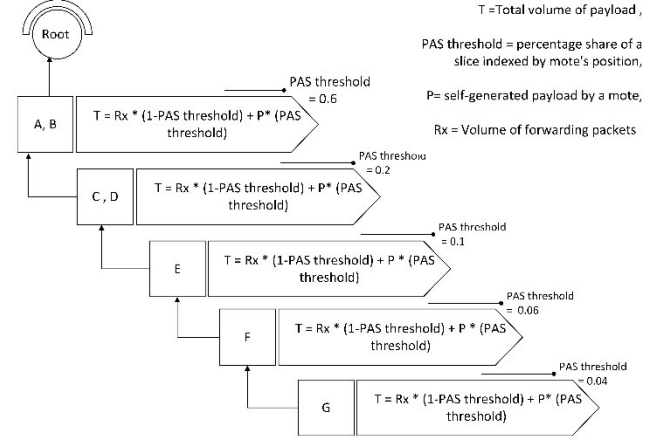 T =Total volume of payload ,
Root
PAS threshold = percentage share of a
slice indexed by mote's position,
PAS threshold
= 0.6
P= self-generated payload by a mote,
A, B
T = Rx * (1-PAS threshold) + P* (PAS
threshold)
Rx = Volume of forwarding packets
PAS threshold
= 0.2
C , D
T = Rx * (1-PAS threshold) + P* (PAS
threshold)
PAS threshold
= 0.1
E
T = Rx * (1-PAS threshold) + P * (PAS
threshold)
PAS threshold
= 0.06
F
T = Rx * (1-PAS threshold) + P * (PAS
threshold)
PAS threshold
= 0.04
G
T = Rx * (1-PAS threshold) + P* (PAS
threshold)